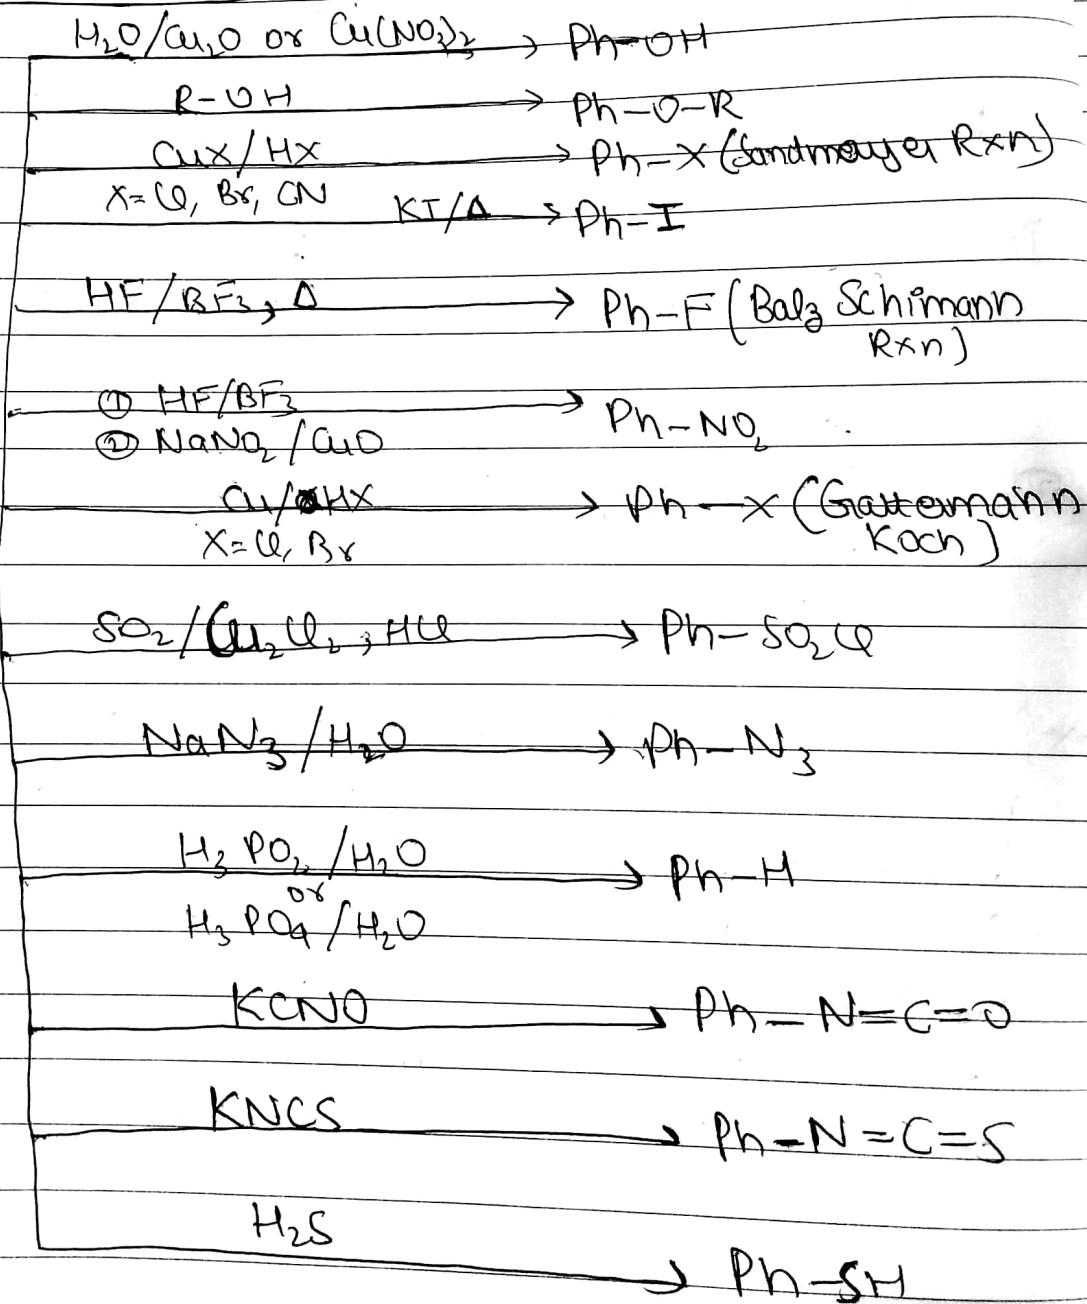 H₂O/Cu₂O or Cu(NO₃)₂ → Ph-OH
R-OH → Ph-O-R
CuX/HX → Ph-X (Sandmayer Rxn)
X=Cl, Br, CN
KI/Δ → Ph-I
HF/BF₃, Δ → Ph-F (Balz Schimann
Rxn)
① HF/BF₃ → Ph-NO₂
② NaNO₂/CuO
Cu/HX → Ph-X (Gattemann
Koch)
X=Cl, Br
SO₂/Cu₂Cl₂, HCl → Ph-SO₂Cl
NaN₃/H₂O → Ph-N₃
H₃PO₂/H₂O → Ph-H
or
H₃PO₄/H₂O
KCNO → Ph-N=C=O
KNCS → Ph-N=C=S
H₂S → Ph-SH